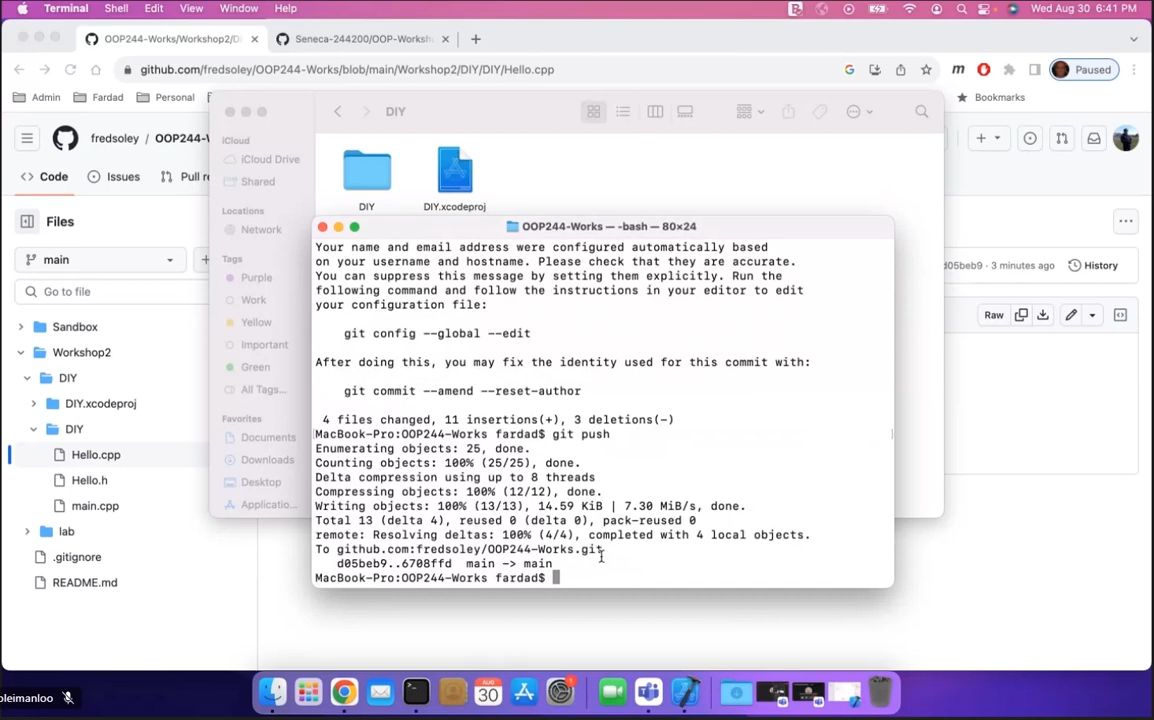 Terminal Shell Edit View Window Help Wed Aug 30 6:41 PM
OOP244-Works/Workshop2/D Seneca-244200/OOP-Worksh
github.com/fredsoley/OOP244-Works/blob/main/Workshop2/DIY/DIY/Hello.cpp Paused
Admin Fardad Personal Bookmarks
DIY
fredsoley / OOP244-W
Code Issues Pull re
Files
main
Go to file
Sandbox
Workshop2
DIY
DIY.xcodeproj
DIY
Hello.cpp
Hello.h
main.cpp
lab
.gitignore
README.md
iCloud
iCloud Drive
Shared
Locations
Network
Tags
Purple
Work
Yellow
Important
Green
All Tags...
Favorites
Documents
Downloads
Desktop
Applicatio...
DIY DIY.xcodeproj
d05beb9 · 3 minutes ago History
Raw
OOP244-Works — -bash — 80×24
Your name and email address were configured automatically based
on your username and hostname. Please check that they are accurate.
You can suppress this message by setting them explicitly. Run the
following command and follow the instructions in your editor to edit
your configuration file:
git config --global --edit
After doing this, you may fix the identity used for this commit with:
git commit --amend --reset-author
4 files changed, 11 insertions(+), 3 deletions(-)
MacBook-Pro:OOP244-Works fardad$ git push
Enumerating objects: 25, done.
Counting objects: 100% (25/25), done.
Delta compression using up to 8 threads
Compressing objects: 100% (12/12), done.
Writing objects: 100% (13/13), 14.59 KiB | 7.30 MiB/s, done.
Total 13 (delta 4), reused 0 (delta 0), pack-reused 0
remote: Resolving deltas: 100% (4/4), completed with 4 local objects.
To github.com:fredsoley/OOP244-Works.git
d05beb9..6708ffd main -> main
MacBook-Pro:OOP244-Works fardad$
oleimanloo
AUG
30